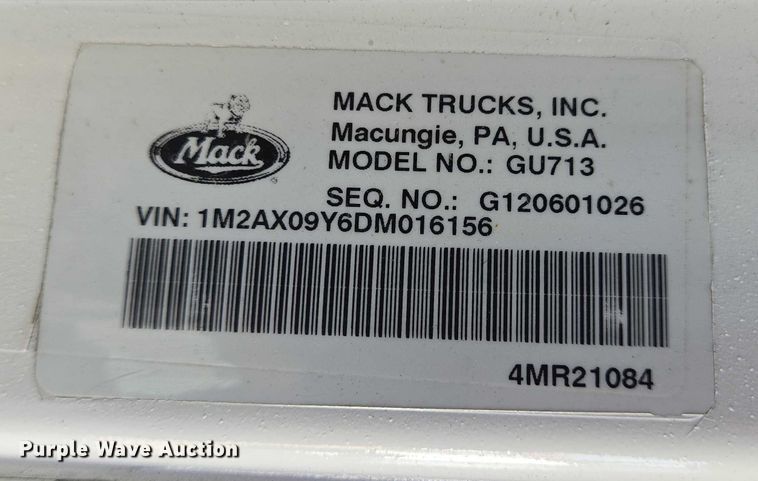 Mack
MACK TRUCKS, INC.
Macungie, PA, U.S.A.
MODEL NO.: GU713
SEQ. NO.: G120601026
VIN: 1M2AX09Y6DM016156
4MR21084
Purple Wave Auction